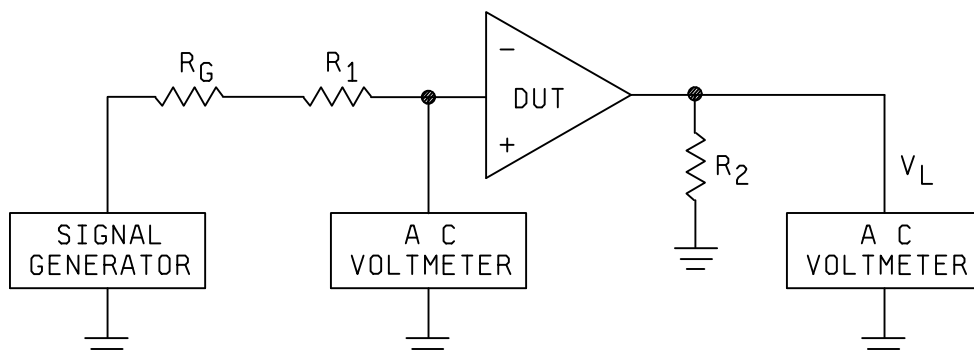 R_G
R_1
-
DUT
+
R_2
V_L
SIGNAL
GENERATOR
A C
VOLTMETER
A C
VOLTMETER